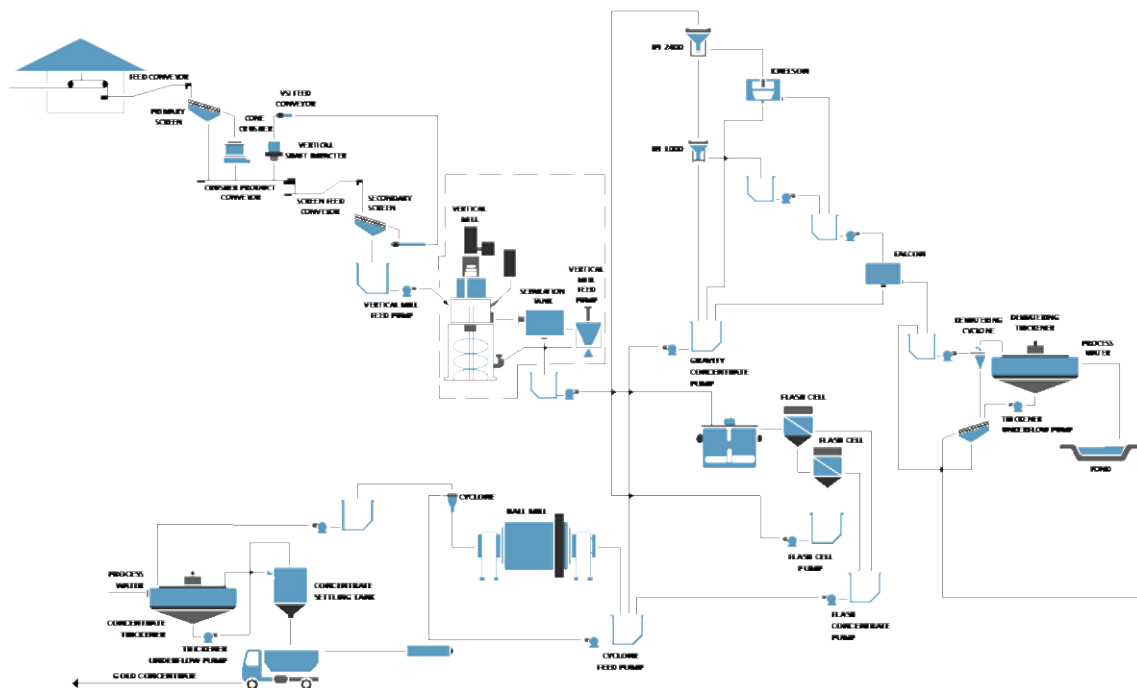 FEED CONVEYOR
PRIMARY
SCREEN
CONE
CRUSHER
VSI FEED
CONVEYOR
VERTICAL
SHAFT IMPACTER
CRUSHER PRODUCT
CONVEYOR
SCREEN FEED
CONVEYOR
SECONDARY
SCREEN
VERTICAL MILL
FEED PUMP
VERTICAL
MILL
SEPARATION
TANK
VERTICAL
MILL
FEED
PUMP
IPJ 2400
IPJ 1000
KNELSON
FALCON
GRAVITY
CONCENTRATE
PUMP
DEWATERING
CYCLONE
DEWATERING
THICKENER
PROCESS
WATER
THICKENER
UNDERFLOW PUMP
POND
FLASH CELL
FLASH CELL
FLASH CELL
PUMP
FLASH
CONCENTRATE
PUMP
CYCLONE
BALL MILL
CYCLONE
FEED PUMP
PROCESS
WATER
CONCENTRATE
THICKENER
THICKENER
UNDERFLOW PUMP
CONCENTRATE
SETTLING TANK
GOLD CONCENTRATE